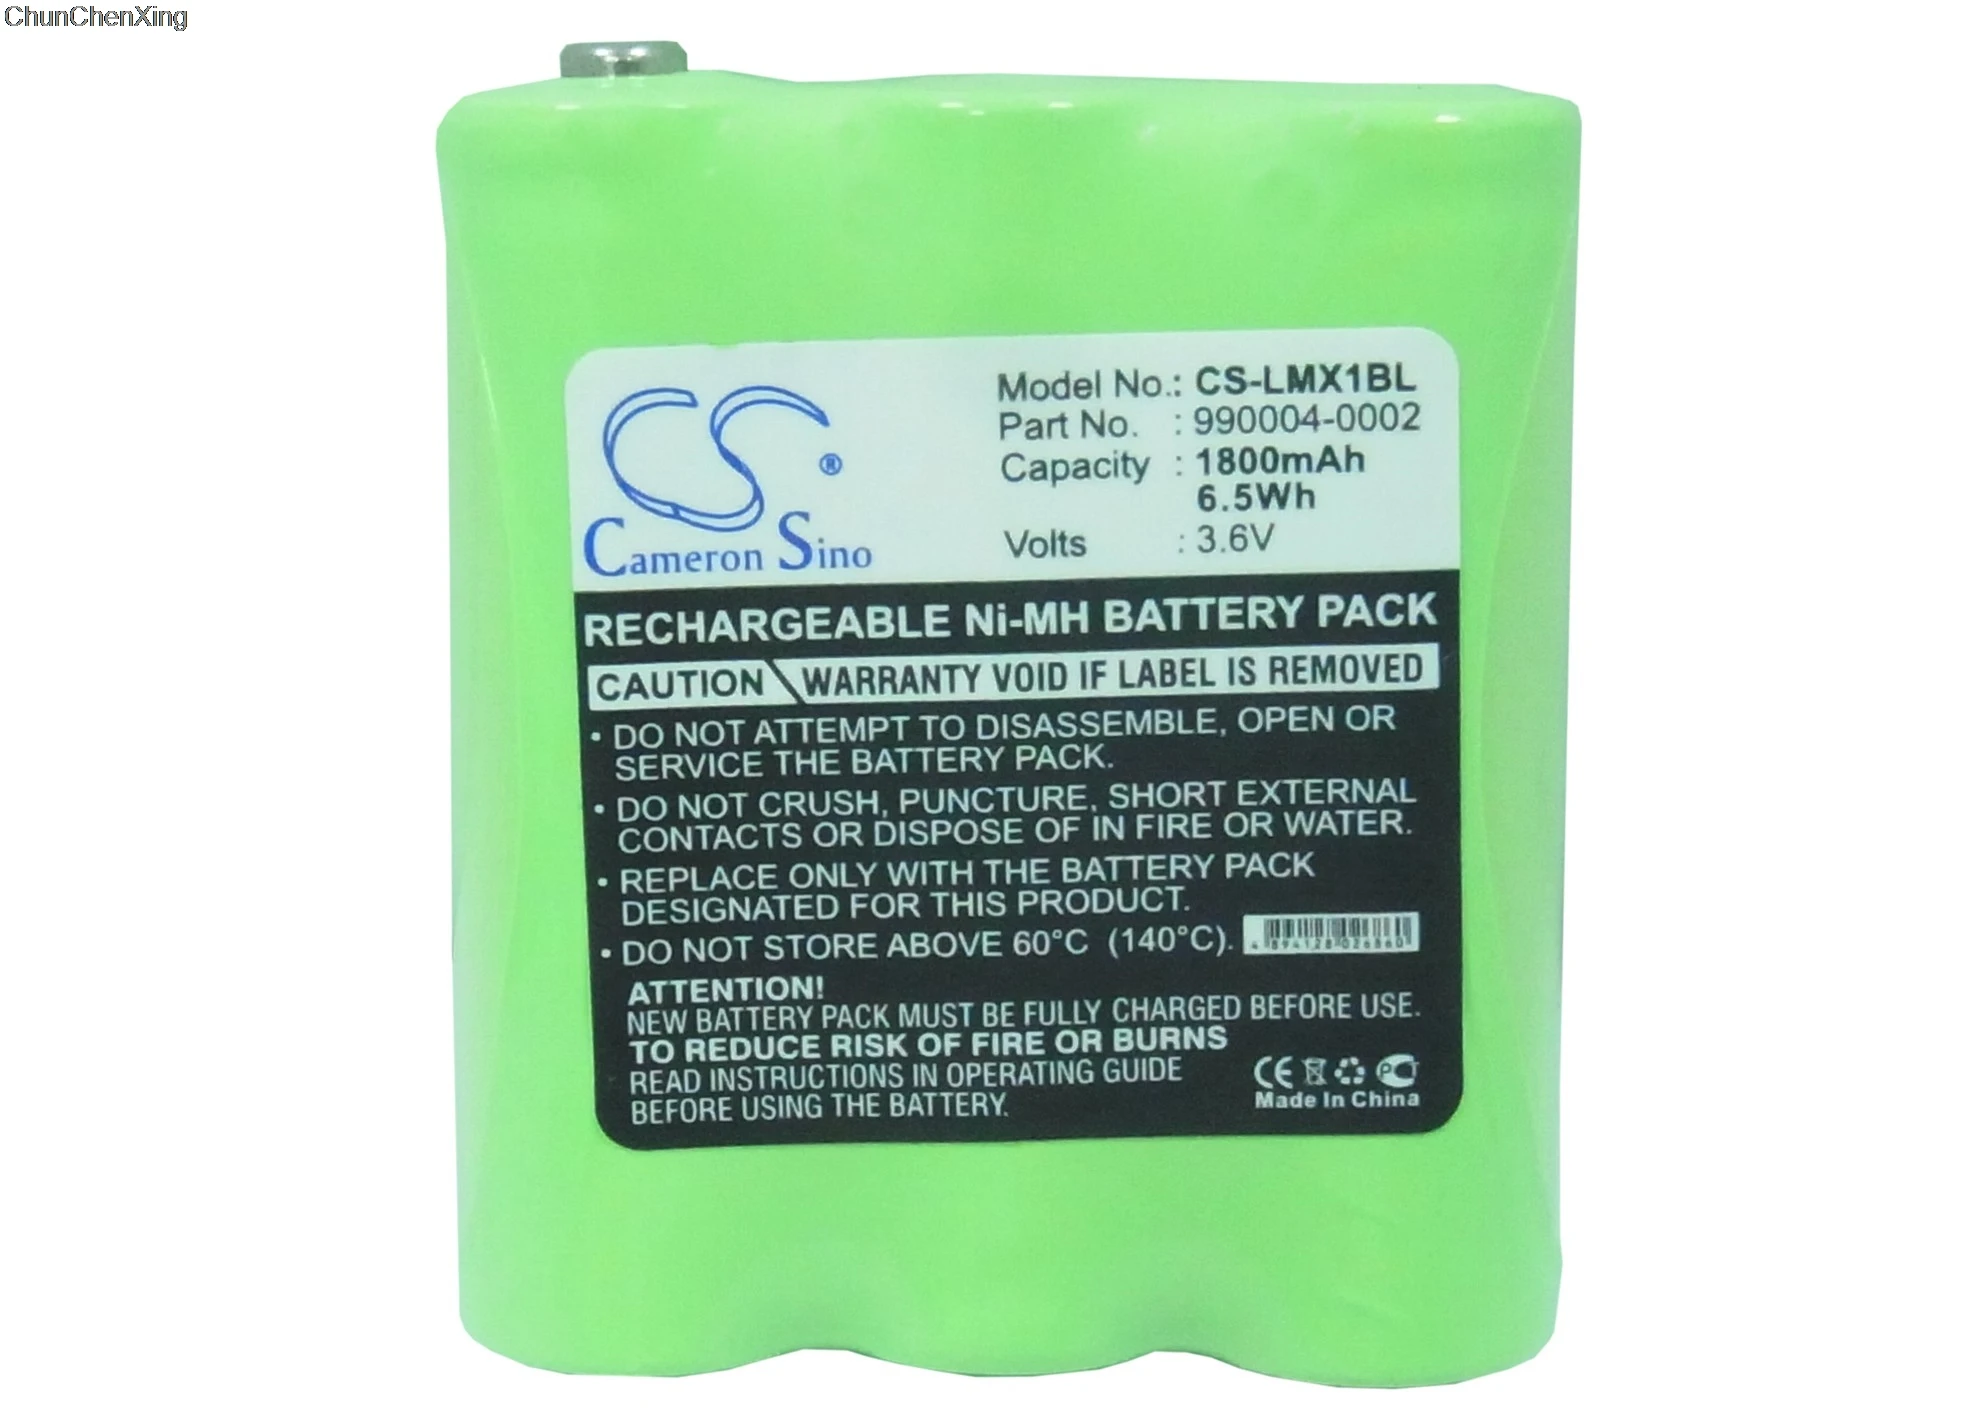 ChunChenXing
CS®
Cameron Sino
Model No.: CS-LMX1BL
Part No. : 990004-0002
Capacity : 1800mAh
6.5Wh
Volts : 3.6V
RECHARGEABLE Ni-MH BATTERY PACK
CAUTION WARRANTY VOID IF LABEL IS REMOVED
• DO NOT ATTEMPT TO DISASSEMBLE, OPEN OR
SERVICE THE BATTERY PACK.
• DO NOT CRUSH, PUNCTURE, SHORT EXTERNAL
CONTACTS OR DISPOSE OF IN FIRE OR WATER.
• REPLACE ONLY WITH THE BATTERY PACK
DESIGNATED FOR THIS PRODUCT.
• DO NOT STORE ABOVE 60°C (140°C).
4 894128 026860
ATTENTION!
NEW BATTERY PACK MUST BE FULLY CHARGED BEFORE USE.
TO REDUCE RISK OF FIRE OR BURNS
READ INSTRUCTIONS IN OPERATING GUIDE
BEFORE USING THE BATTERY.
CE
Made In China